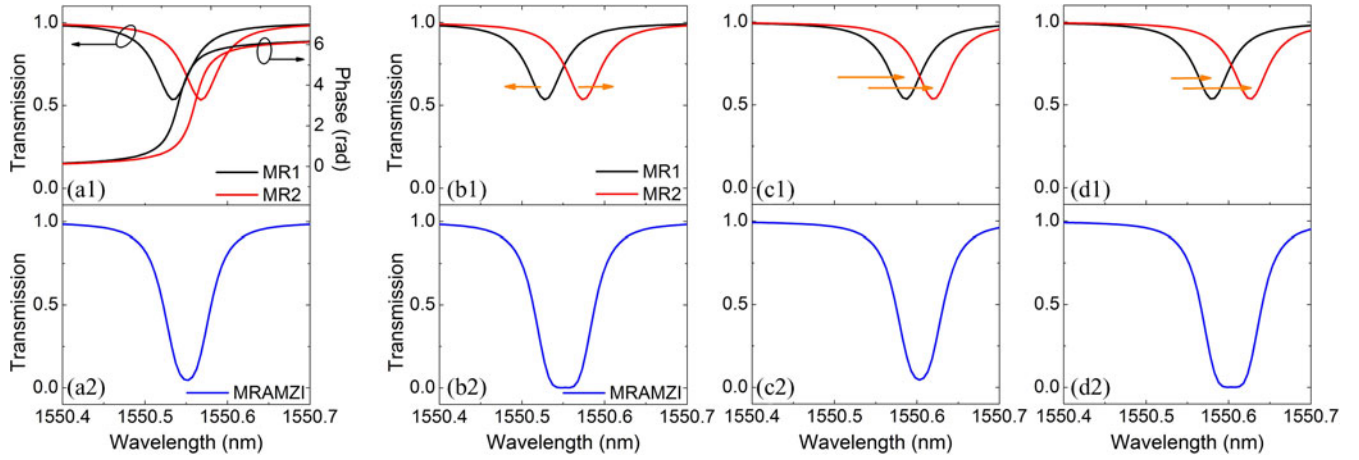 1.0
0.5
0.0
Transmission
6
4
2
0
Phase (rad)
MR1
MR2
(a1)
1.0
0.5
0.0
Transmission
MR1
MR2
(b1)
1.0
0.5
0.0
Transmission
(c1)
1.0
0.5
0.0
Transmission
(d1)
1.0
0.5
0.0
Transmission
(a2)
MRAMZI
1550.4 1550.5 1550.6 1550.7
Wavelength (nm)
1.0
0.5
0.0
Transmission
(b2)
MRAMZI
1550.4 1550.5 1550.6 1550.7
Wavelength (nm)
1.0
0.5
0.0
Transmission
(c2)
1550.4 1550.5 1550.6 1550.7
Wavelength (nm)
1.0
0.5
0.0
Transmission
(d2)
1550.4 1550.5 1550.6 1550.7
Wavelength (nm)